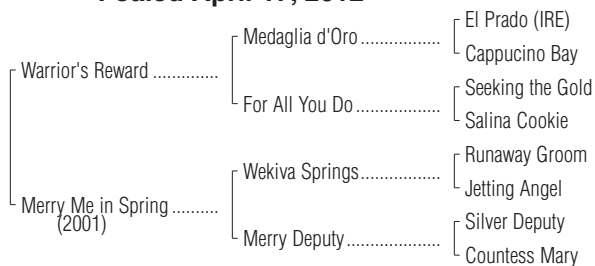 El Prado (IRE)
Medaglia d'Oro ..................
Cappucino Bay
Warrior's Reward ..............
Seeking the Gold
For All You Do ...................
Salina Cookie
Runaway Groom
Wekiva Springs..................
Jetting Angel
Merry Me in Spring ..........
(2001)
Silver Deputy
Merry Deputy.....................
Countess Mary